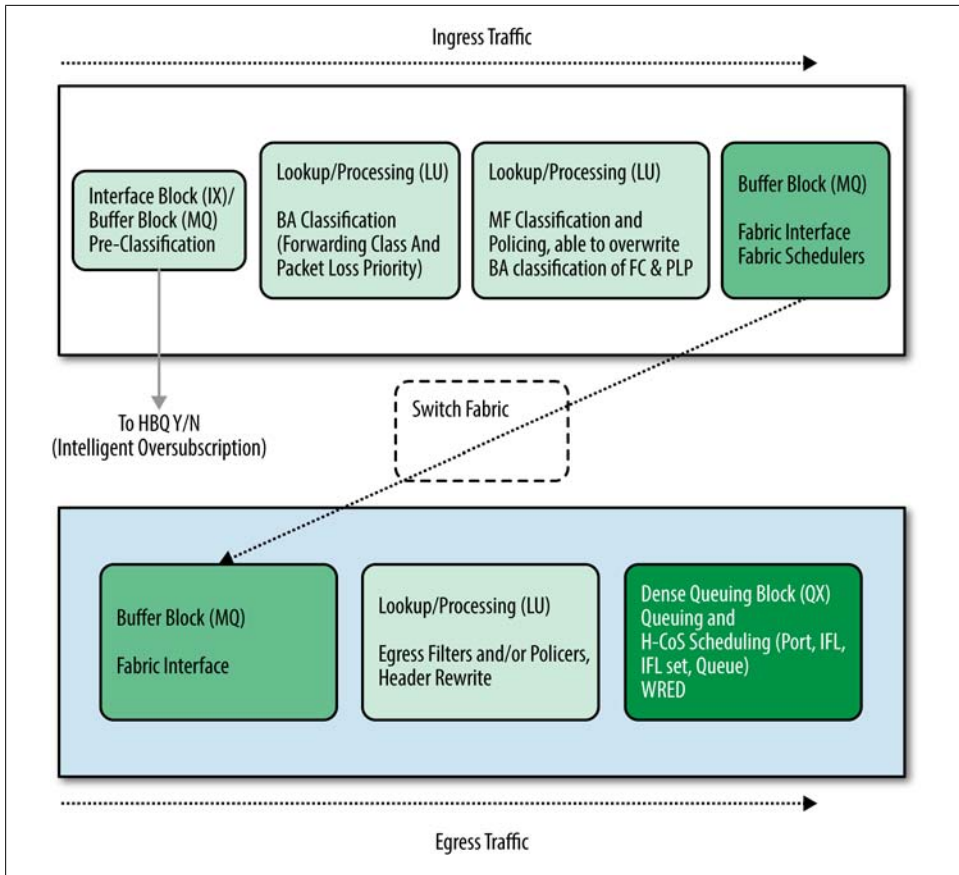 Ingress Traffic
Interface Block (IX)/
Buffer Block (MQ)
Pre-Classification
Lookup/Processing (LU)
BA Classification
(Forwarding Class And
Packet Loss Priority)
Lookup/Processing (LU)
MF Classification and
Policing, able to overwrite
BA classification of FC & PLP
Buffer Block (MQ)
Fabric Interface
Fabric Schedulers
To HBQ Y/N
(Intelligent Oversubscription)
Switch Fabric
Buffer Block (MQ)
Fabric Interface
Lookup/Processing (LU)
Egress Filters and/or Policers,
Header Rewrite
Dense Queuing Block (QX)
Queuing and
H-CoS Scheduling (Port, IFL,
IFL set, Queue)
WRED
Egress Traffic